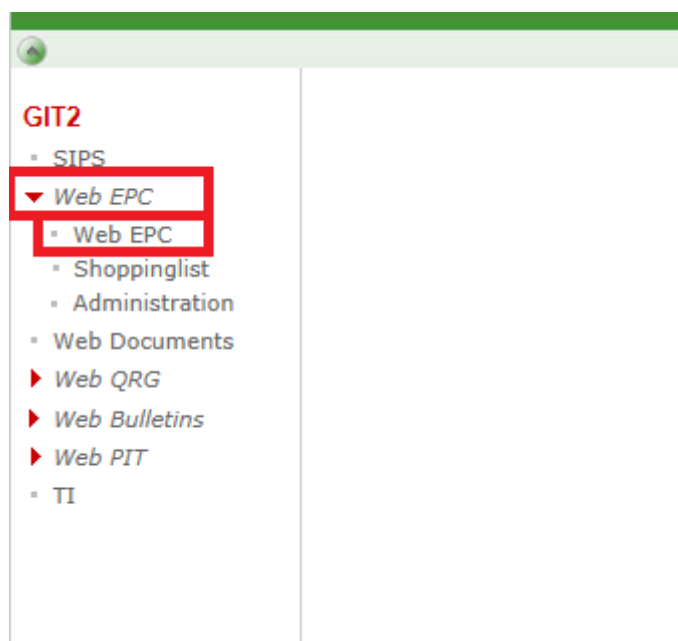 GIT2
SIPS
Web EPC
Web EPC
Shoppinglist
Administration
Web Documents
Web QRG
Web Bulletins
Web PIT
TI